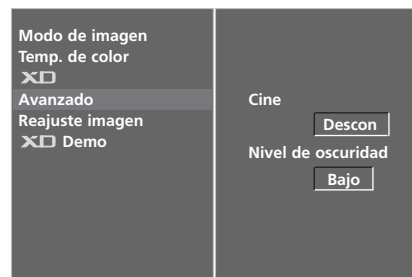 Modo de imagen
Temp. de color
XD
Avanzado
Reajuste imagen
XD Demo
Cine
Descon
Nivel de oscuridad
Bajo